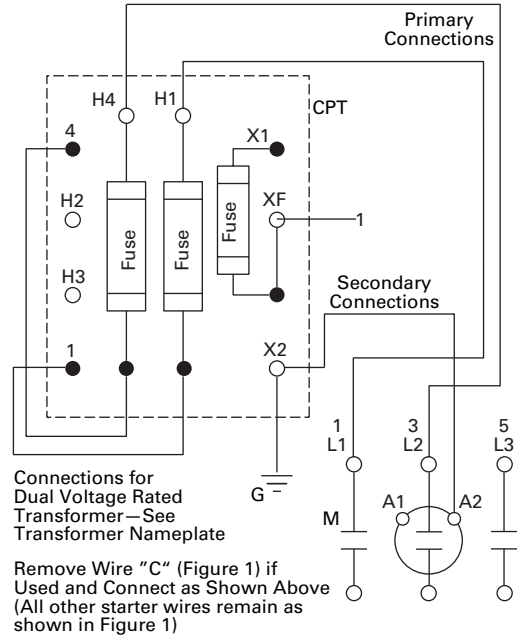 Primary
Connections
H4
H1
CPT
4
X1
H2
XF
1
Fuse
Fuse
Fuse
H3
Secondary
Connections
1
X2
1
L1
3
L2
5
L3
G
A1
A2
M
Connections for
Dual Voltage Rated
Transformer—See
Transformer Nameplate
Remove Wire ”C“ (Figure 1) if
Used and Connect as Shown Above
(All other starter wires remain as
shown in Figure 1)